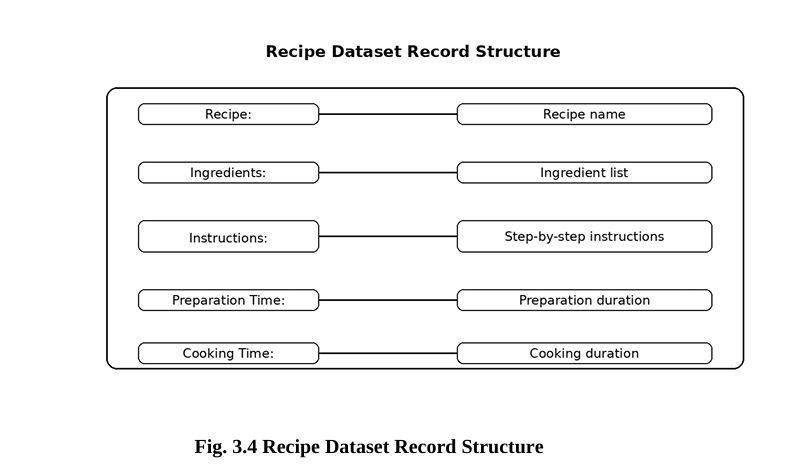 Recipe Dataset Record Structure
Recipe: Recipe name
Ingredients: Ingredient list
Instructions: Step-by-step instructions
Preparation Time: Preparation duration
Cooking Time: Cooking duration
Fig. 3.4 Recipe Dataset Record Structure